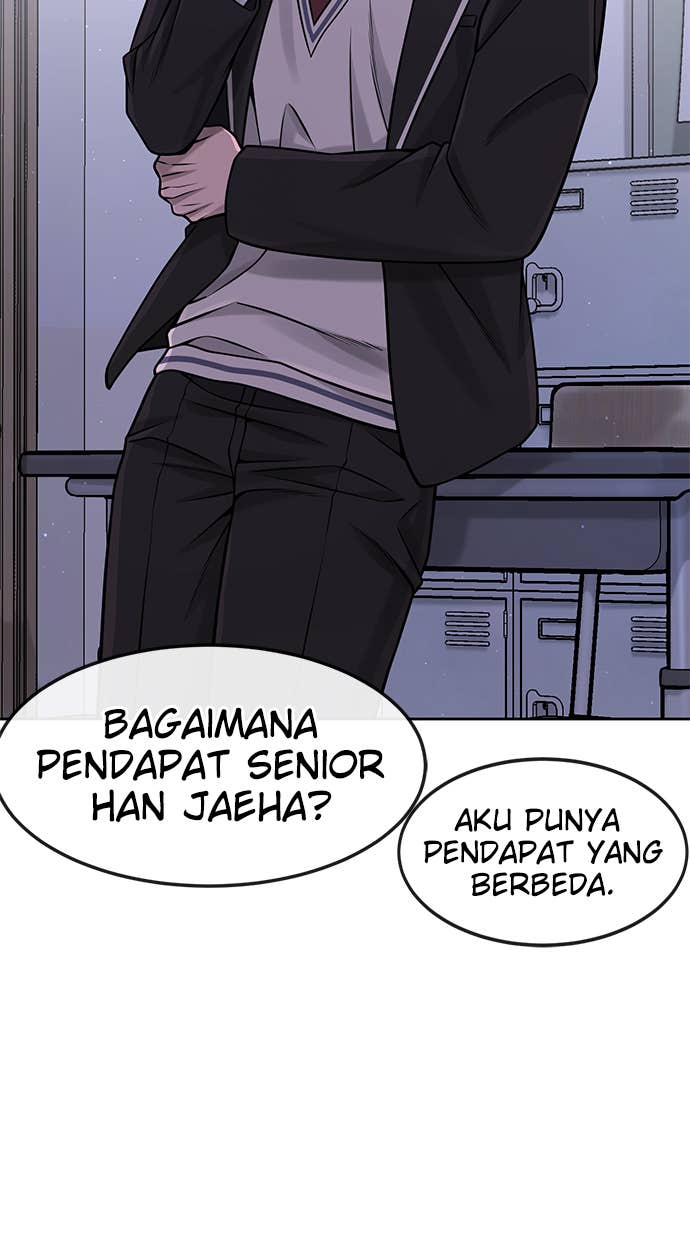 BAGAIMANA
PENDAPAT SENIOR
HAN JAEHA?
AKU PUNYA
PENDAPAT YANG
BERBEDA.